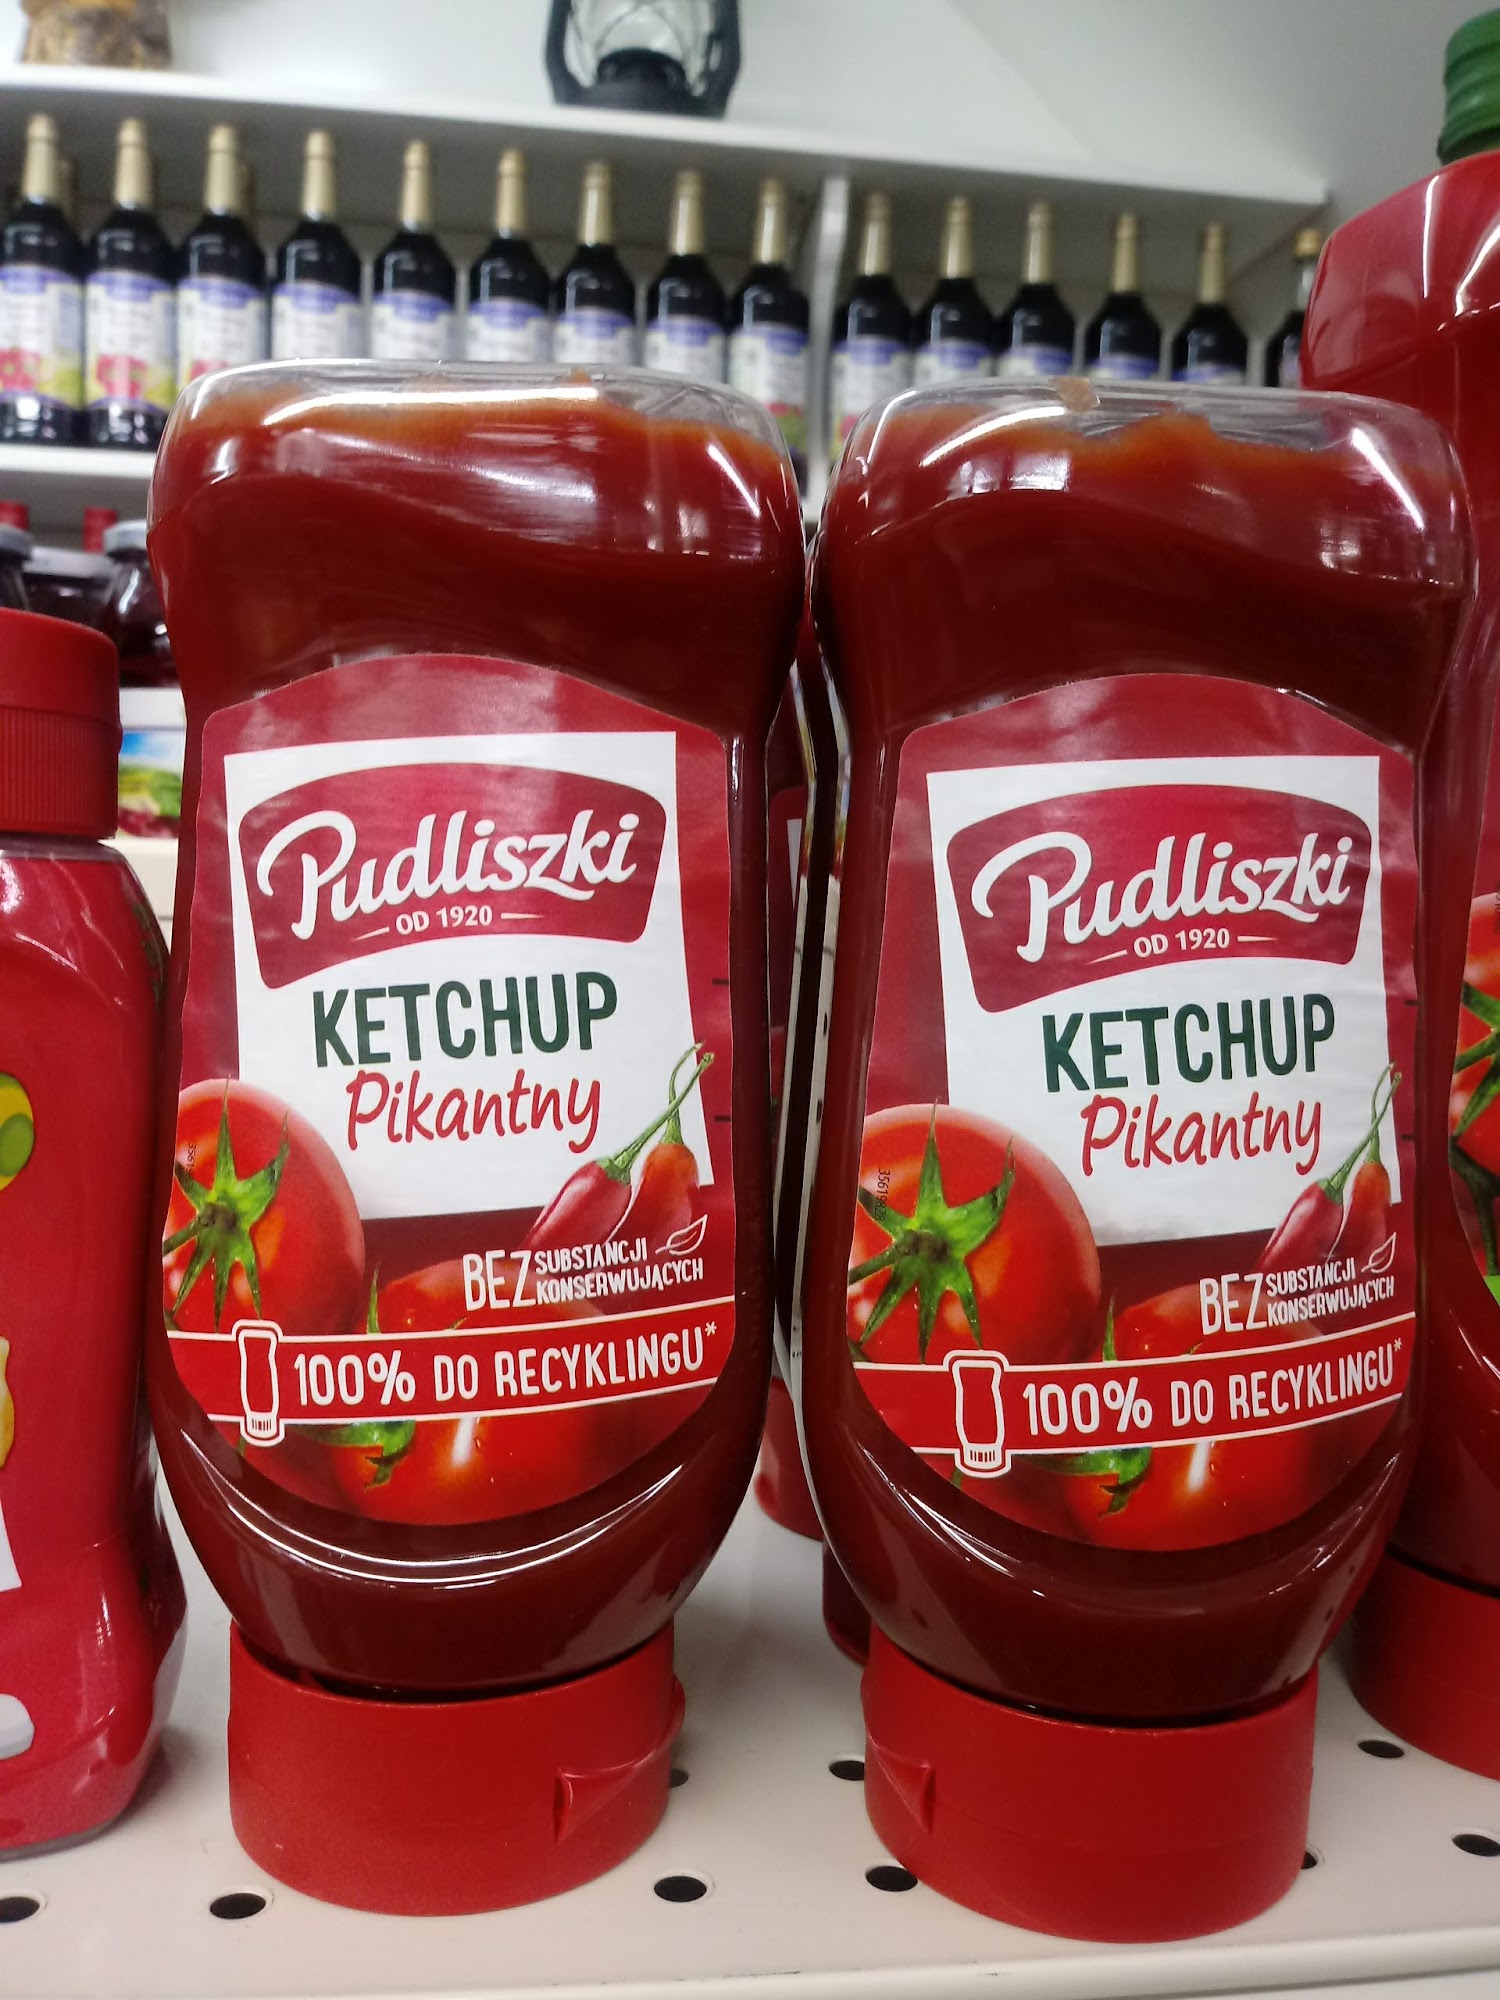 Pudliszki
OD 1920
KETCHUP
Pikantny
BEZ SUBSTANCJI
KONSERWUJĄCYCH
100% DO RECYKLINGU*
Pudliszki
OD 1920
KETCHUP
Pikantny
BEZ SUBSTANCJI
KONSERWUJĄCYCH
100% DO RECYKLINGU*